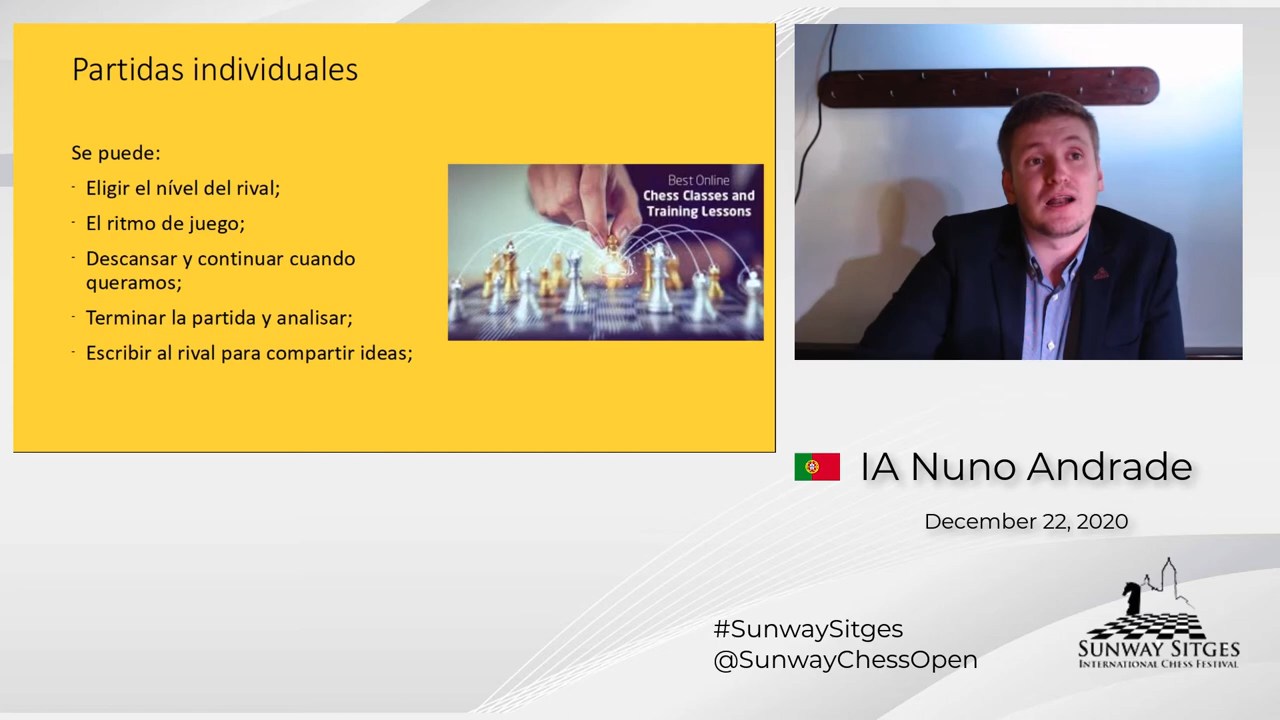 Partidas individuales
Se puede:
- Eligir el nível del rival;
- El ritmo de juego;
- Descansar y continuar cuando
queramos;
- Terminar la partida y analisar;
- Escribir al rival para compartir ideas;
Best Online
Chess Classes and
Training Lessons
IA Nuno Andrade
December 22, 2020
#SunwaySitges
@SunwayChessOpen
SUNWAY SITGES
INTERNATIONAL CHESS FESTIVAL